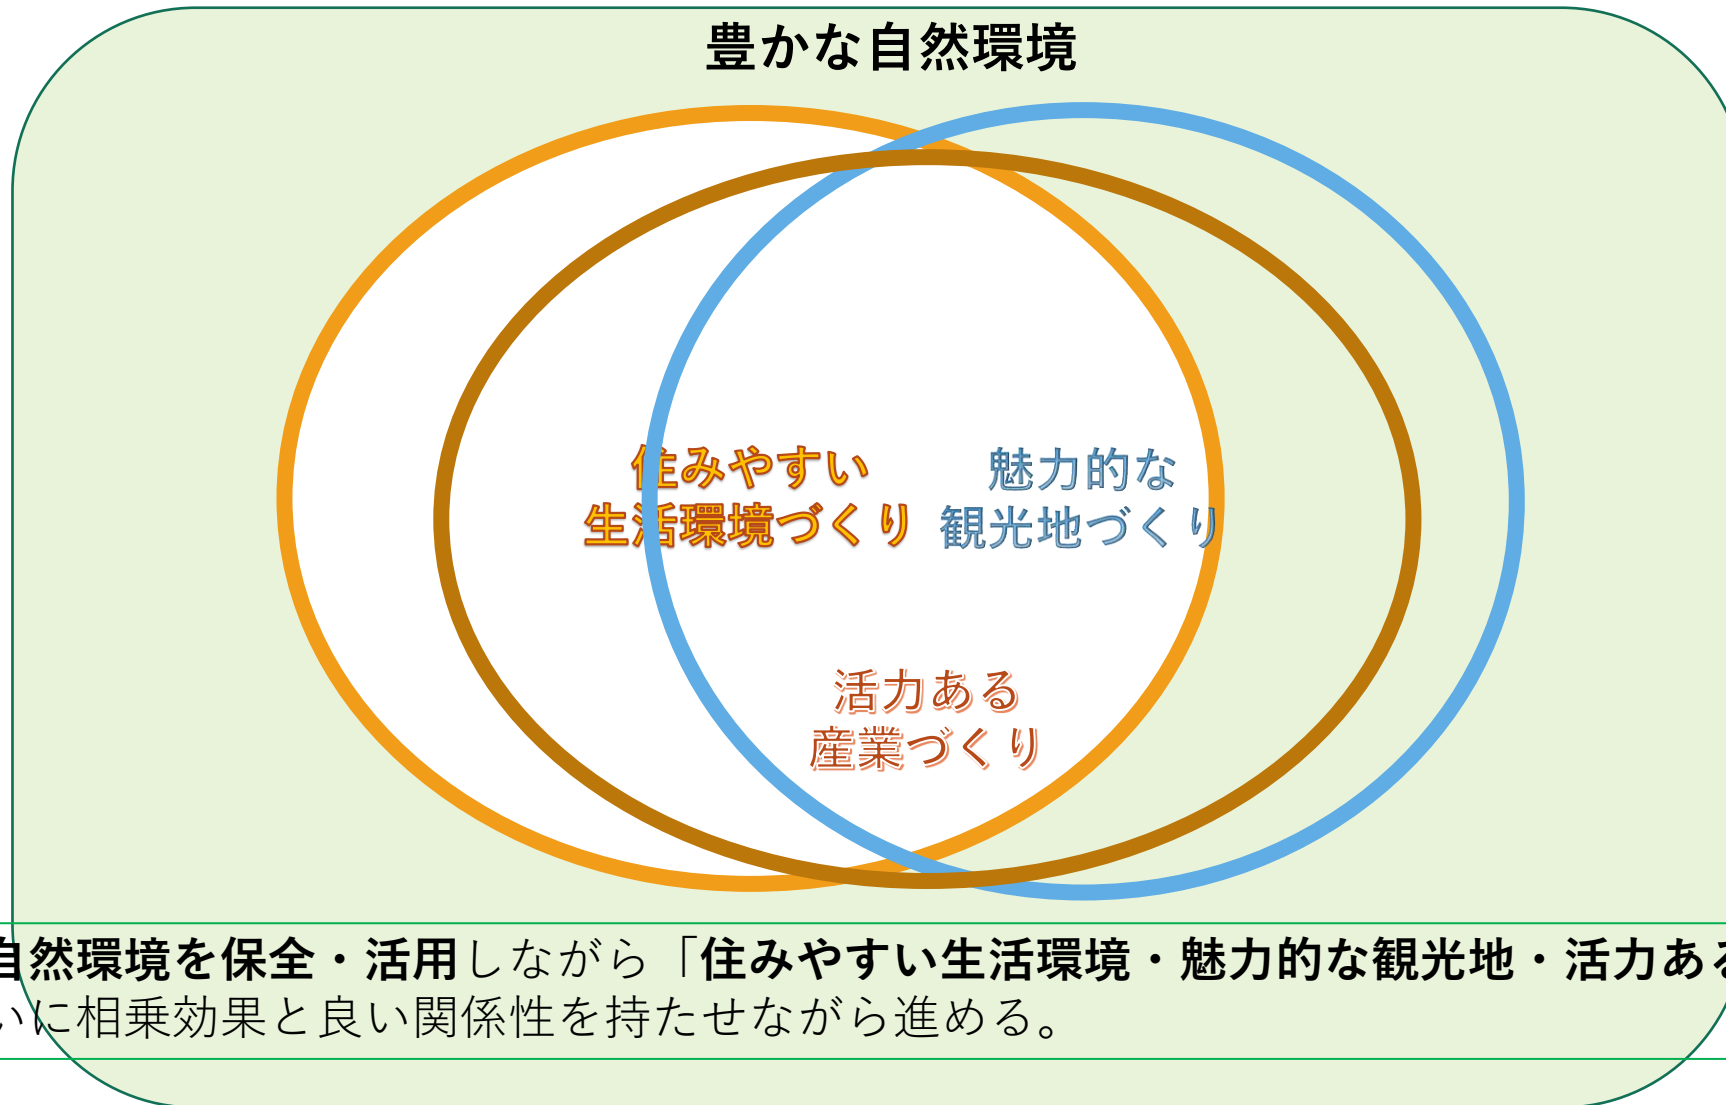 豊かな自然環境
住みやすい
生活環境づくり
魅力的な
観光地づくり
活力ある
産業づくり
自然環境を保全・活用しながら「住みやすい生活環境・魅力的な観光地・活力ある
いに相乗効果と良い関係性を持たせながら進める。